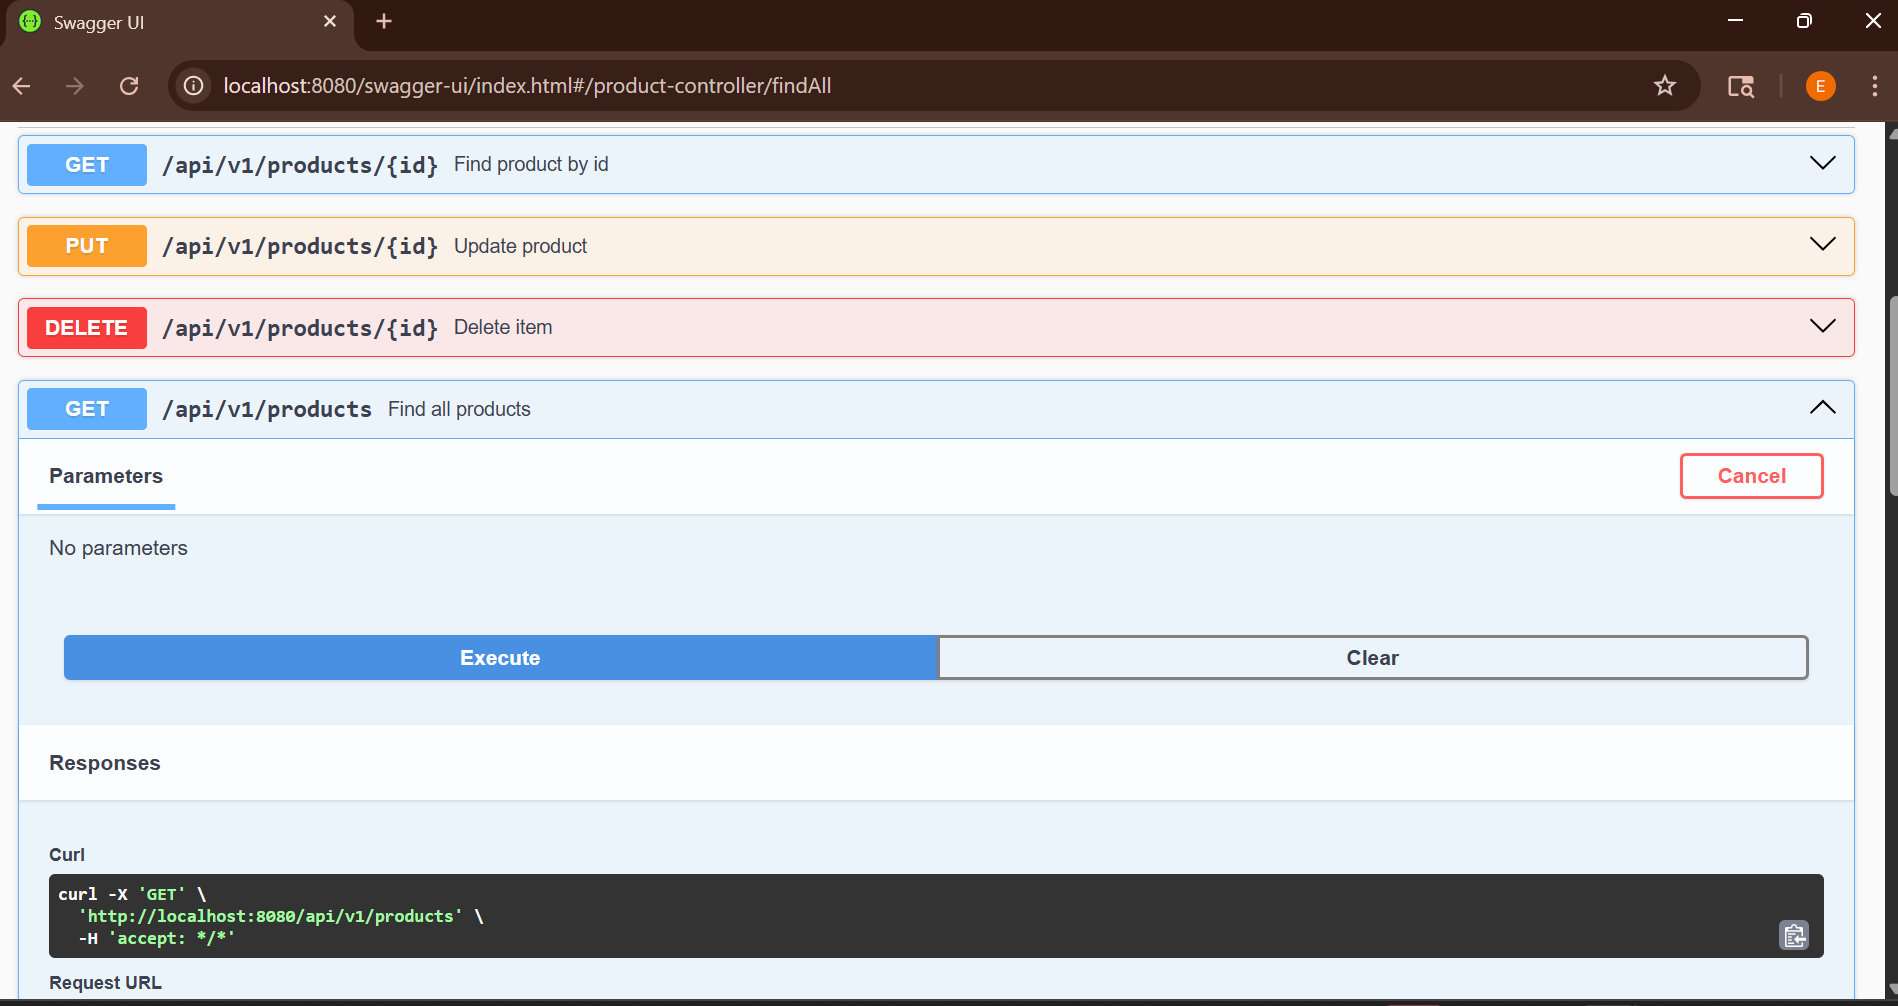 Swagger UI
localhost:8080/swagger-ui/index.html#/product-controller/findAll
E
GET /api/v1/products/{id} Find product by id
PUT /api/v1/products/{id} Update product
DELETE /api/v1/products/{id} Delete item
GET /api/v1/products Find all products
Parameters
Cancel
No parameters
Execute
Clear
Responses
Curl
curl -X 'GET' \
'http://localhost:8080/api/v1/products' \
-H 'accept: */*'
Request URL